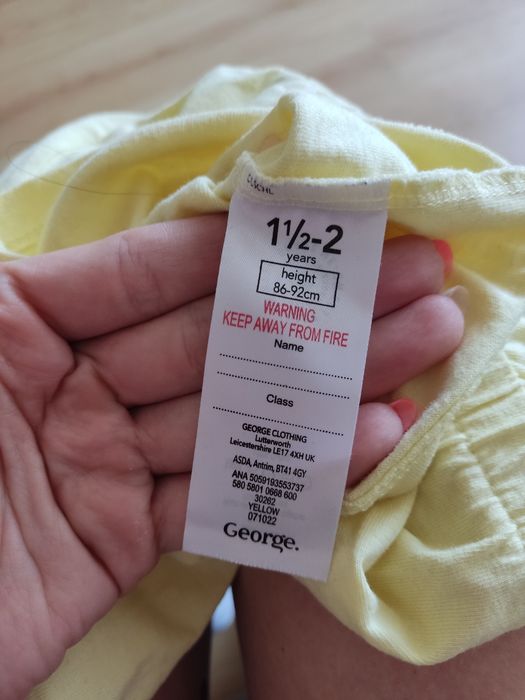 1½-2
years
height
86-92cm
WARNING
KEEP AWAY FROM FIRE
Name
Class
GEORGE CLOTHING
Lutterworth
Leicestershire LE17 4XH UK
ASDA, Antrim, BT41 4GY
ANA 5059193553737
580 5801 0668 600
30262
YELLOW
071022
George.